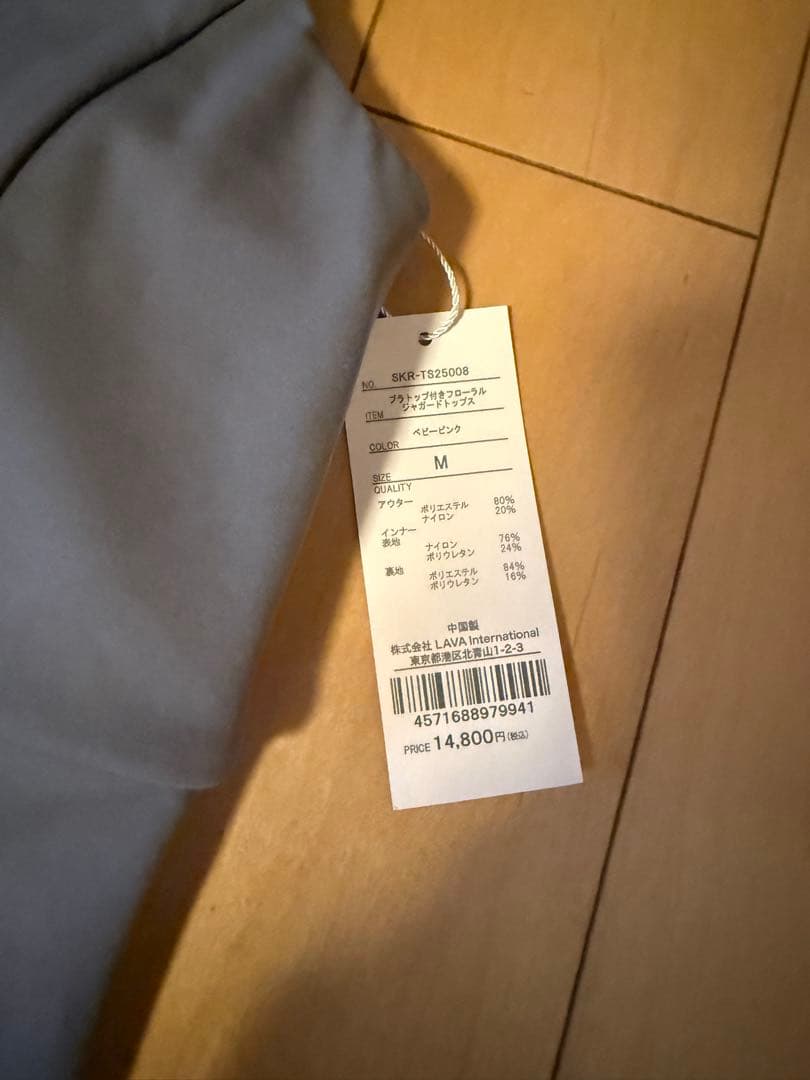 NO. SKR-TS25008
ITEM ブラトップ付きフローラル
ジャガードトップス
COLOR ベビーピンク
SIZE M
QUALITY
アウター ポリエステル 80%
ナイロン 20%
インナー
表地 ナイロン 76%
ポリウレタン 24%
裏地 ポリエステル 84%
ポリウレタン 16%
中国製
株式会社 LAVA International
東京都港区北青山1-2-3
4571688979941
PRICE 14,800円(税込)